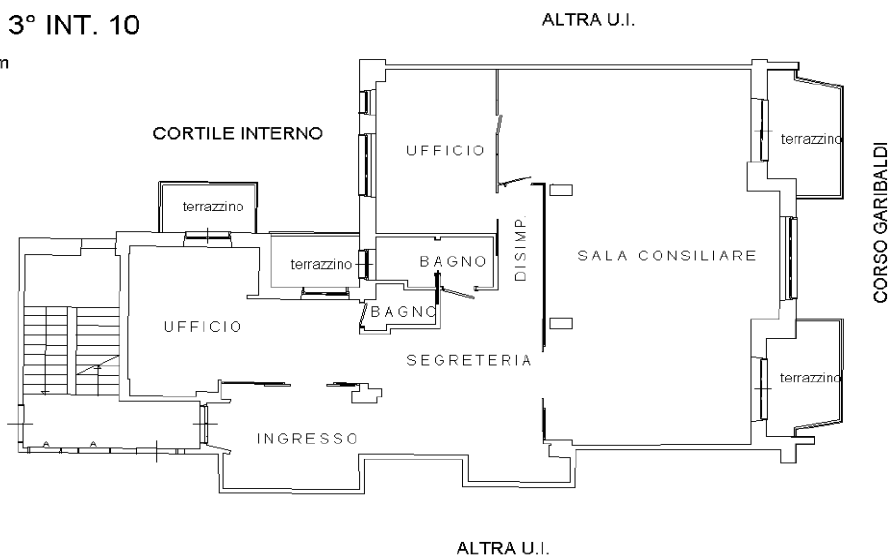 3° INT. 10
m
ALTRA U.I.
CORTILE INTERNO
UFFICIO
terrazzino
CORSO GARIBALDI
terrazzino
terrazzino
BAGNO
DISIMP.
SALA CONSILIARE
BAGNO
UFFICIO
SEGRETERIA
terrazzino
INGRESSO
A
A
ALTRA U.I.